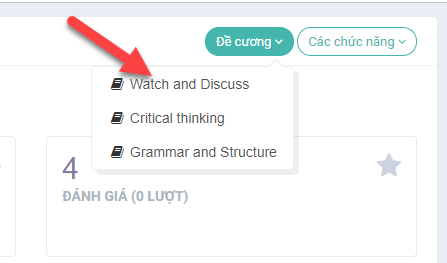 Đề cương
Các chức năng
Watch and Discuss
Critical thinking
Grammar and Structure
4
ĐÁNH GIÁ (0 LƯỢT)